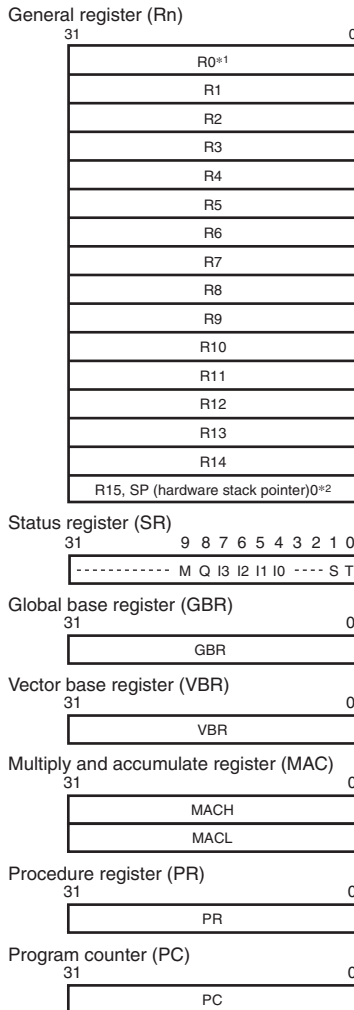 General register (Rn)
31 0
R0*1
R1
R2
R3
R4
R5
R6
R7
R8
R9
R10
R11
R12
R13
R14
R15, SP (hardware stack pointer)0*2
Status register (SR)
31 9 8 7 6 5 4 3 2 1 0
------------ M Q I3 I2 I1 I0 ---- S T
Global base register (GBR)
31 0
GBR
Vector base register (VBR)
31 0
VBR
Multiply and accumulate register (MAC)
31 0
MACH
MACL
Procedure register (PR)
31 0
PR
Program counter (PC)
31 0
PC